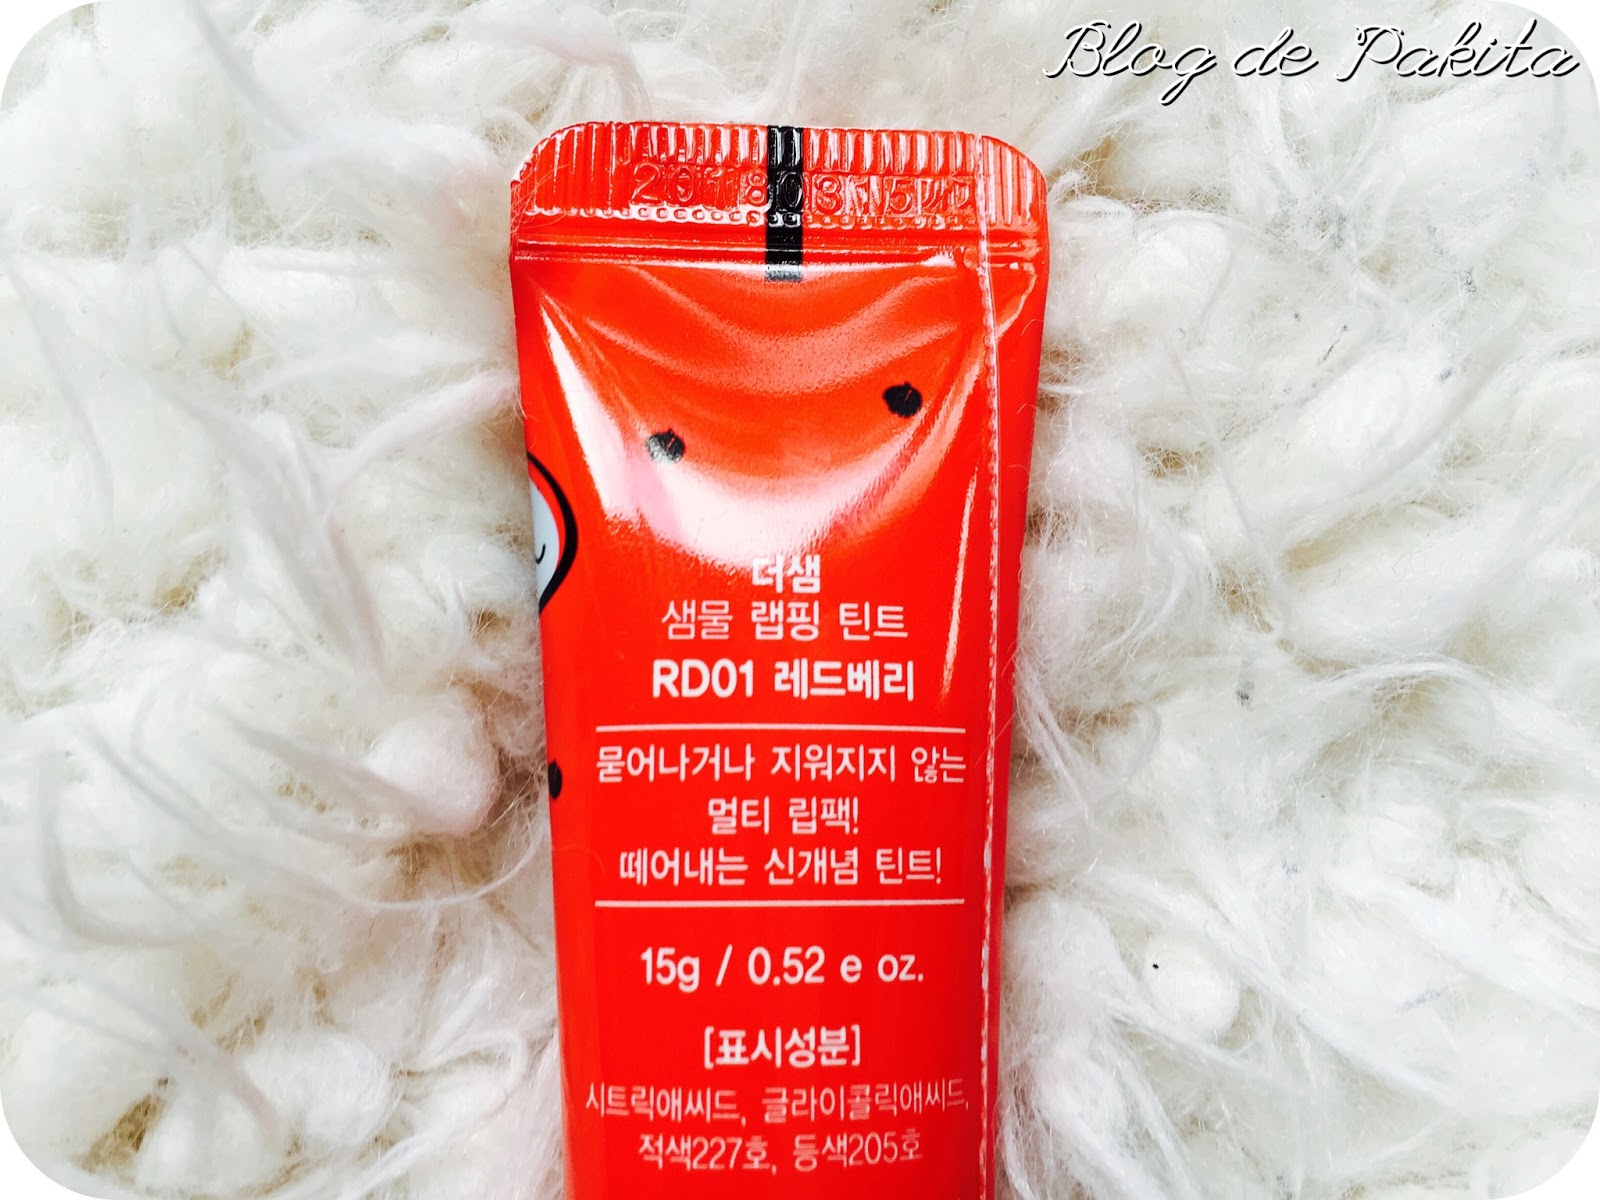 Blog de Pakita
20180315
더샘
샘물 랩핑 틴트
RD01 레드베리
묻어나거나 지워지지 않는
멀티 립팩!
떼어내는 신개념 틴트!
15g / 0.52 e oz.
[표시성분]
시트릭애씨드, 글라이콜릭애씨드,
적색227호, 등색205호